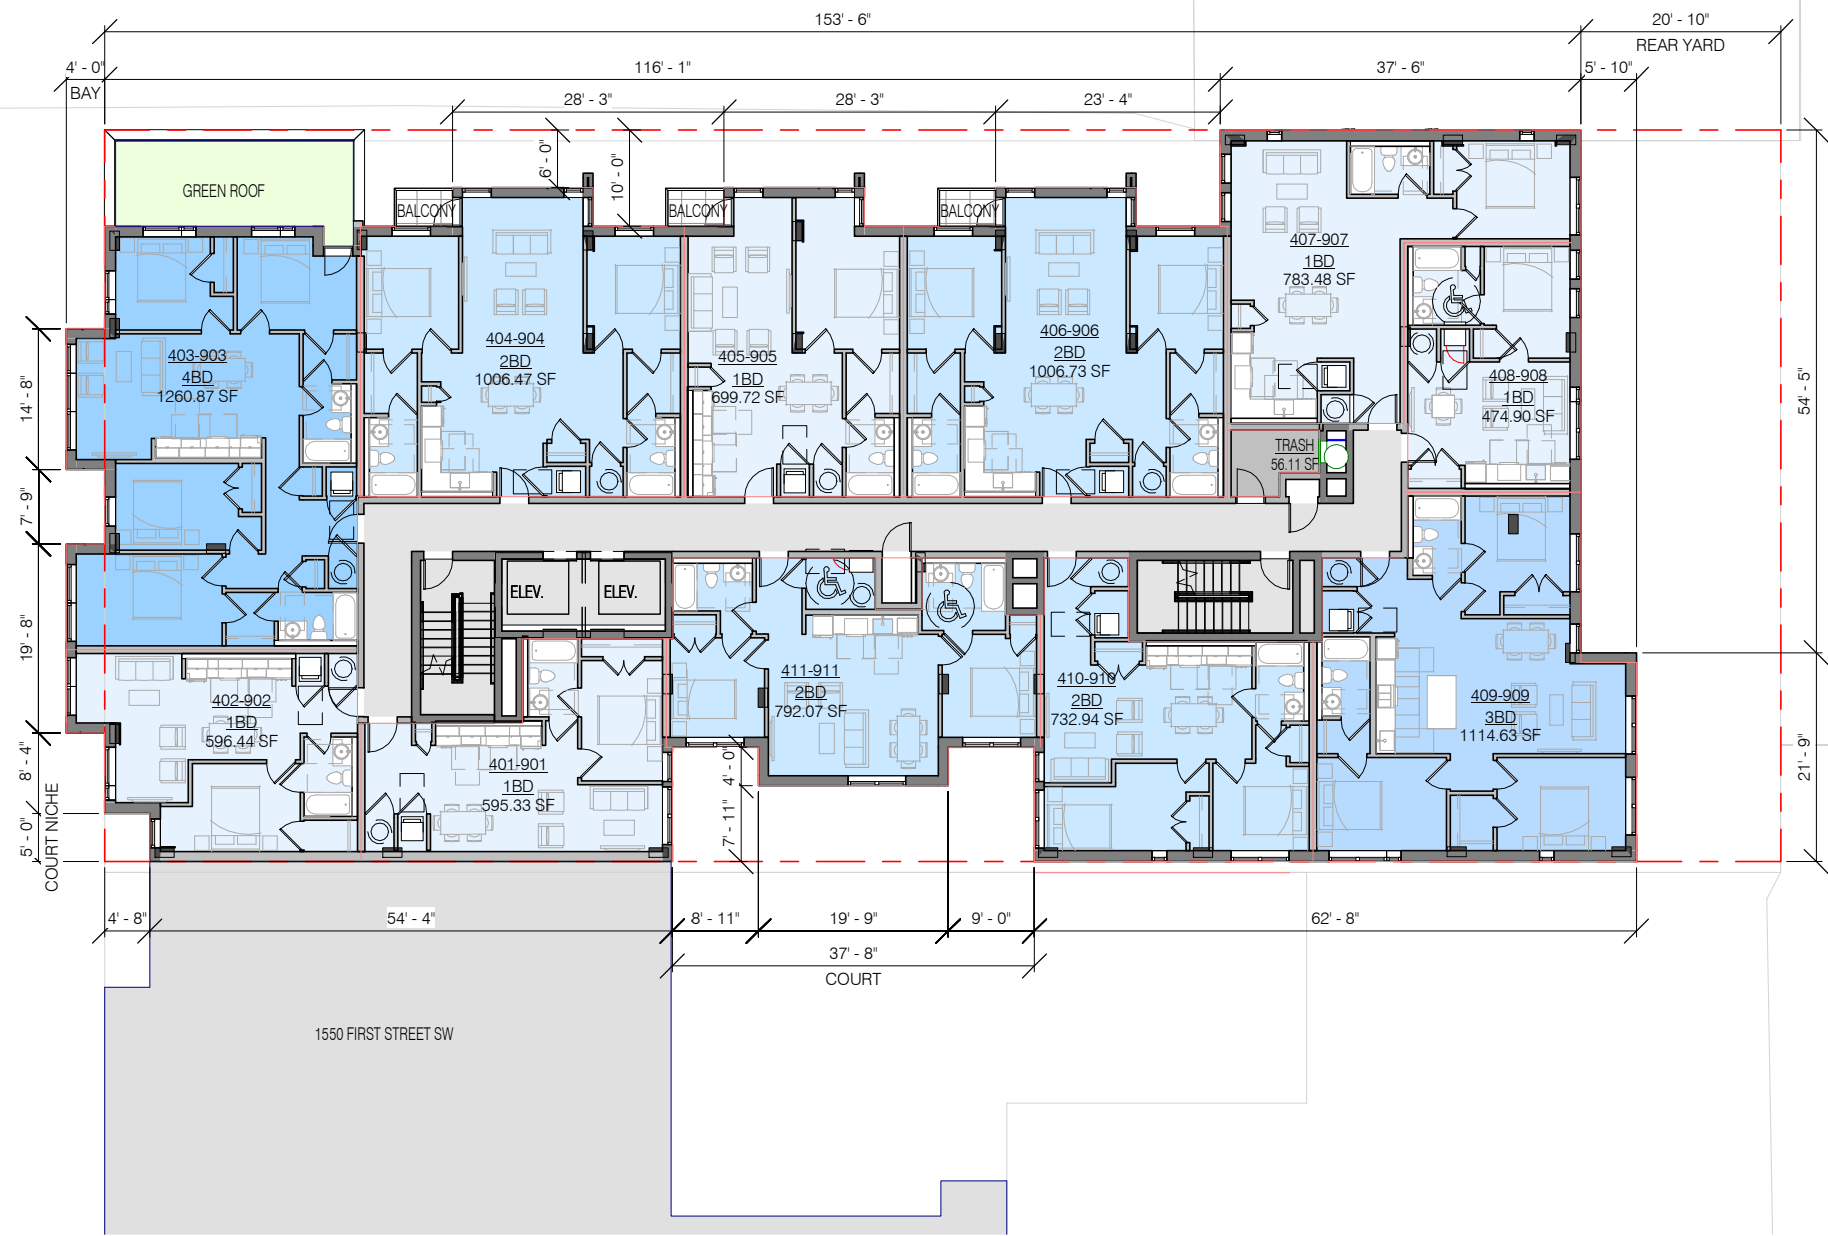 153' - 6"
20' - 10"
REAR YARD
4' - 0"
BAY
116' - 1"
37' - 6"
5' - 10"
28' - 3"
28' - 3"
23' - 4"
6' - 0"
10' - 0"
GREEN ROOF
BALCONY
BALCONY
BALCONY
407-907
1BD
783.48 SF
404-904
2BD
1006.47 SF
406-906
2BD
1006.73 SF
403-903
4BD
1260.87 SF
405-905
1BD
699.72 SF
408-908
1BD
474.90 SF
14' - 8"
54' - 5"
TRASH
56.11 SF
7' - 9"
ELEV.
ELEV.
19' - 8"
411-911
2BD
792.07 SF
410-910
2BD
732.94 SF
409-909
3BD
1114.63 SF
402-902
1BD
596.44 SF
401-901
1BD
595.33 SF
8' - 4"
4' - 0"
21' - 9"
5' - 0"
COURT NICHE
7' - 11"
4' - 8"
54' - 4"
8' - 11"
19' - 9"
9' - 0"
62' - 8"
37' - 8"
COURT
1550 FIRST STREET SW